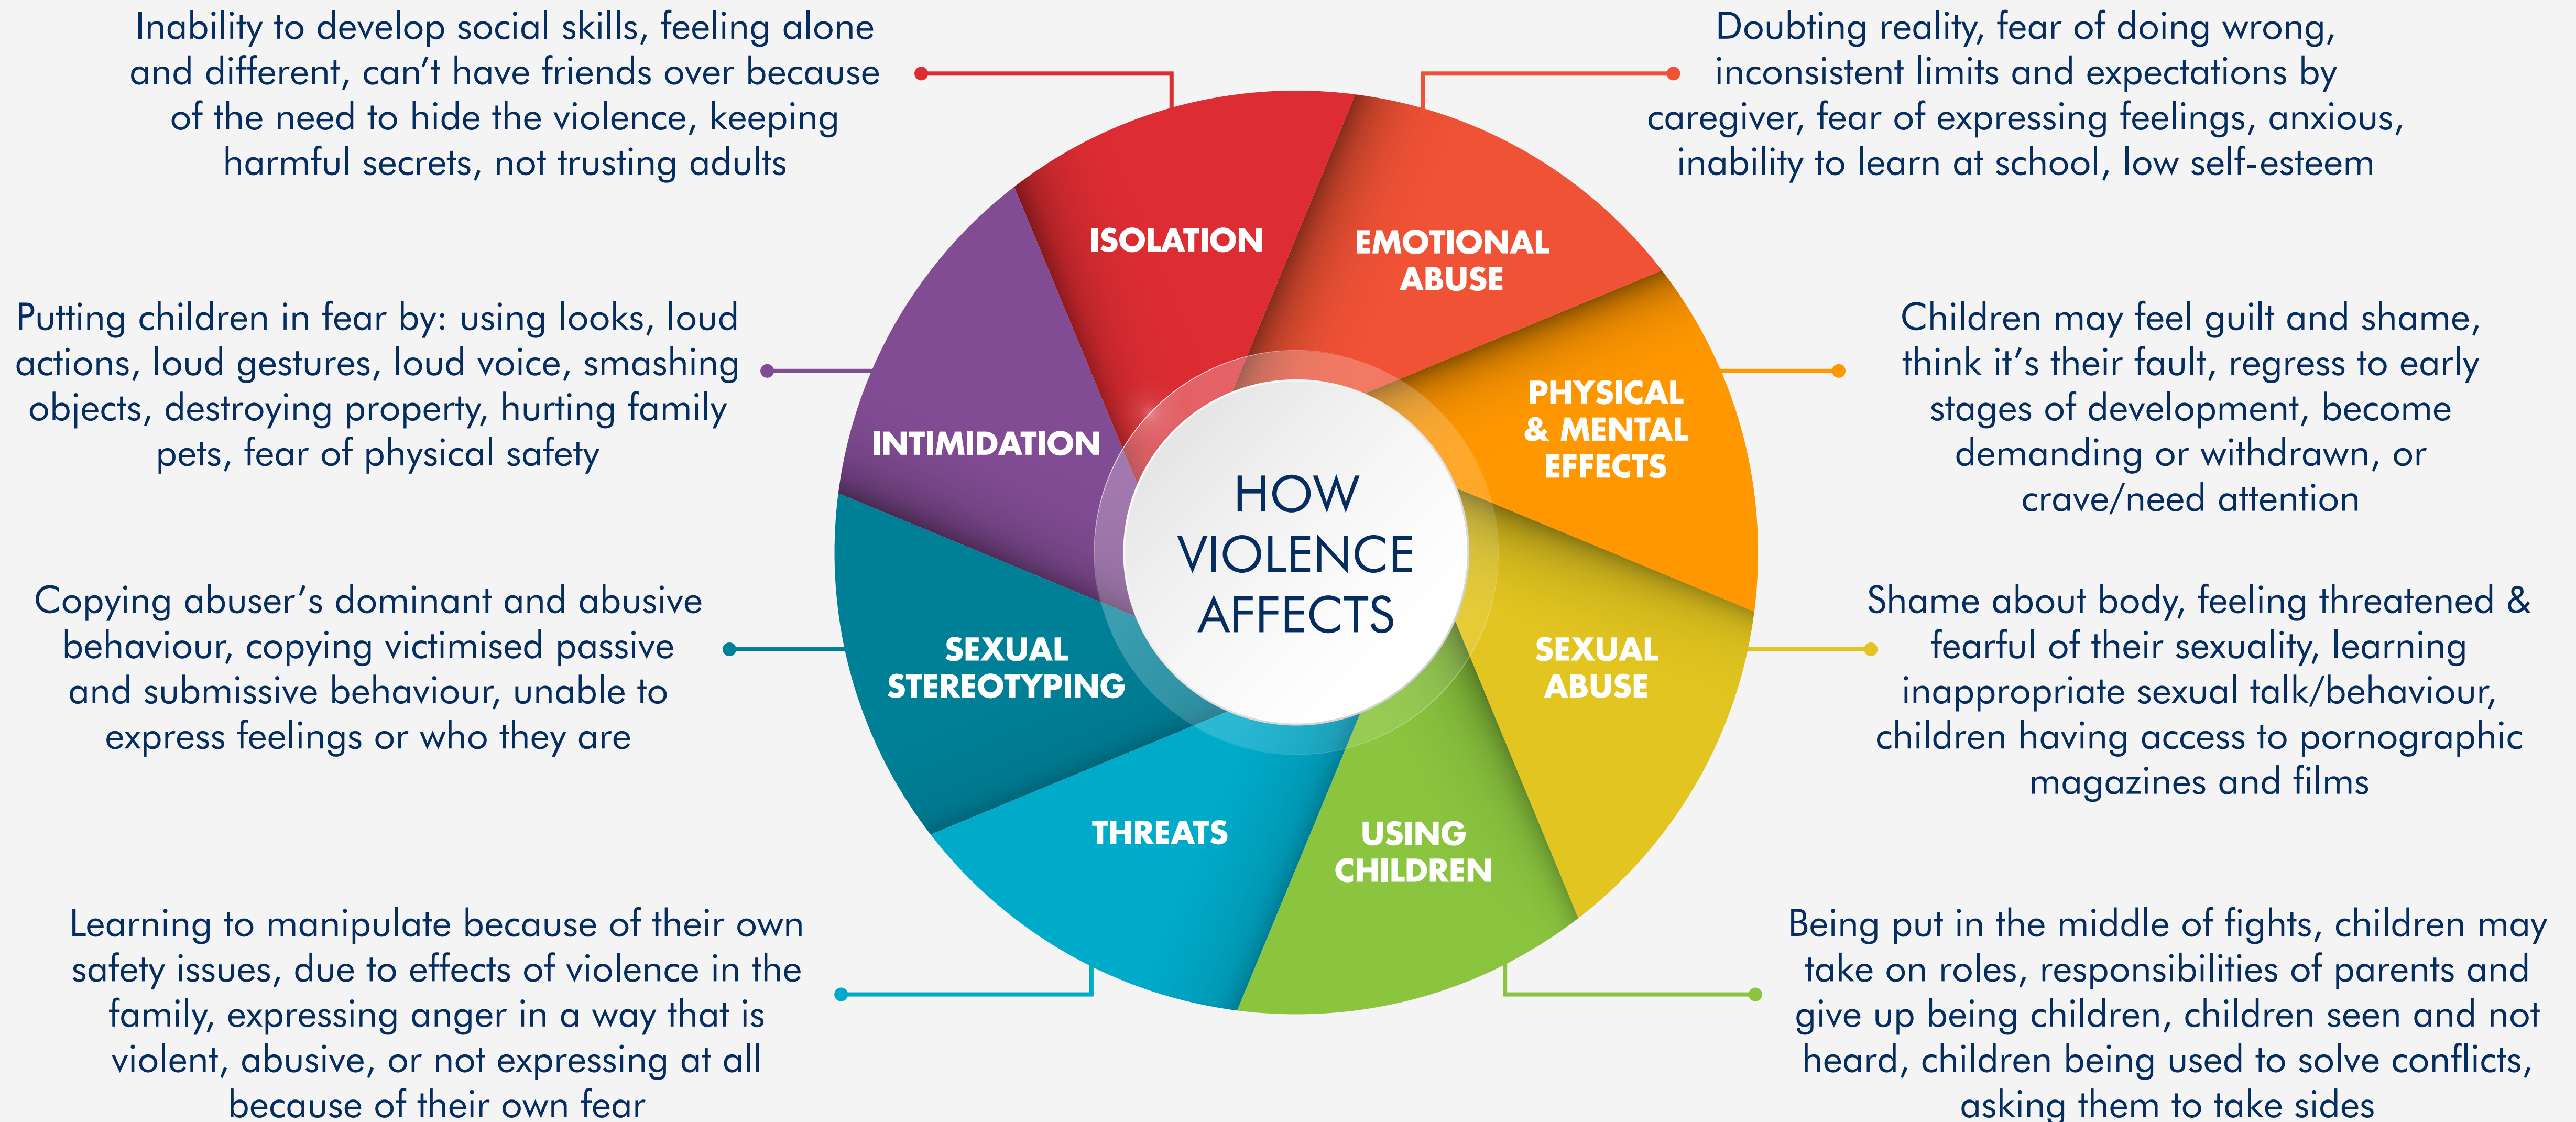 Inability to develop social skills, feeling alone
and different, can’t have friends over because
of the need to hide the violence, keeping
harmful secrets, not trusting adults
Doubting reality, fear of doing wrong,
inconsistent limits and expectations by
caregiver, fear of expressing feelings, anxious,
inability to learn at school, low self-esteem
ISOLATION
EMOTIONAL
ABUSE
Putting children in fear by: using looks, loud
actions, loud gestures, loud voice, smashing
objects, destroying property, hurting family
pets, fear of physical safety
INTIMIDATION
PHYSICAL
& MENTAL
EFFECTS
Children may feel guilt and shame,
think it’s their fault, regress to early
stages of development, become
demanding or withdrawn, or
crave/need attention
HOW
VIOLENCE
AFFECTS
Copying abuser’s dominant and abusive
behaviour, copying victimised passive
and submissive behaviour, unable to
express feelings or who they are
SEXUAL
STEREOTYPING
SEXUAL
ABUSE
Shame about body, feeling threatened &
fearful of their sexuality, learning
inappropriate sexual talk/behaviour,
children having access to pornographic
magazines and films
THREATS
USING
CHILDREN
Learning to manipulate because of their own
safety issues, due to effects of violence in the
family, expressing anger in a way that is
violent, abusive, or not expressing at all
because of their own fear
Being put in the middle of fights, children may
take on roles, responsibilities of parents and
give up being children, children seen and not
heard, children being used to solve conflicts,
asking them to take sides